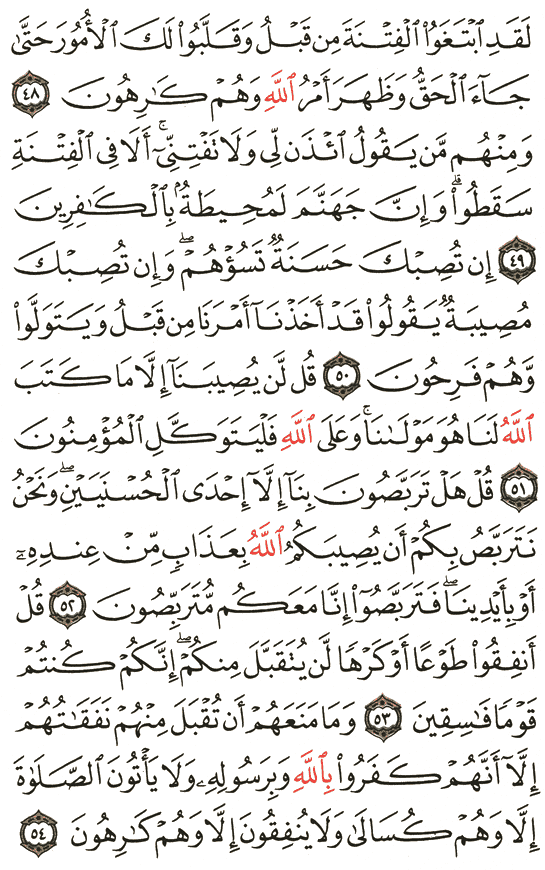 لَقَدِ ٱبْتَغَوُا۟ ٱلْفِتْنَةَ مِن قَبْلُ وَقَلَّبُوا۟ لَكَ ٱلْأُمُورَ حَتَّىٰ
جَآءَ ٱلْحَقُّ وَظَهَرَ أَمْرُ ٱللَّهِ وَهُمْ كَـٰرِهُونَ ٤٨
وَمِنْهُم مَّن يَقُولُ ٱئْذَن لِّى وَلَا تَفْتِنِّىٓ ۚ أَلَا فِى ٱلْفِتْنَةِ
سَقَطُوا۟ ۗ وَإِنَّ جَهَنَّمَ لَمُحِيطَةٌۢ بِٱلْكَـٰفِرِينَ
٤٩ إِن تُصِبْكَ حَسَنَةٌ تَسُؤْهُمْ ۖ وَإِن تُصِبْكَ
مُصِيبَةٌ يَقُولُوا۟ قَدْ أَخَذْنَآ أَمْرَنَا مِن قَبْلُ وَيَتَوَلَّوا۟
وَّهُمْ فَرِحُونَ ٥٠ قُل لَّن يُصِيبَنَآ إِلَّا مَا كَتَبَ
ٱللَّهُ لَنَا هُوَ مَوْلَىٰنَا ۚ وَعَلَى ٱللَّهِ فَلْيَتَوَكَّلِ ٱلْمُؤْمِنُونَ
٥١ قُلْ هَلْ تَرَبَّصُونَ بِنَآ إِلَّآ إِحْدَى ٱلْحُسْنَيَيْنِ ۖ وَنَحْنُ
نَتَرَبَّصُ بِكُمْ أَن يُصِيبَكُمُ ٱللَّهُ بِعَذَابٍ مِّنْ عِندِهِۦٓ
أَوْ بِأَيْدِينَا ۖ فَتَرَبَّصُوٓا۟ إِنَّا مَعَكُم مُّتَرَبِّصُونَ ٥٢ قُلْ
أَنفِقُوا۟ طَوْعًا أَوْ كَرْهًا لَّن يُتَقَبَّلَ مِنكُمْ ۖ إِنَّكُمْ كُنتُمْ
قَوْمًا فَـٰسِقِينَ ٥٣ وَمَا مَنَعَهُمْ أَن تُقْبَلَ مِنْهُمْ نَفَقَـٰتُهُمْ
إِلَّآ أَنَّهُمْ كَفَرُوا۟ بِٱللَّهِ وَبِرَسُولِهِۦ وَلَا يَأْتُونَ ٱلصَّلَوٰةَ
إِلَّا وَهُمْ كُسَالَىٰ وَلَا يُنفِقُونَ إِلَّا وَهُمْ كَـٰرِهُونَ ٥٤